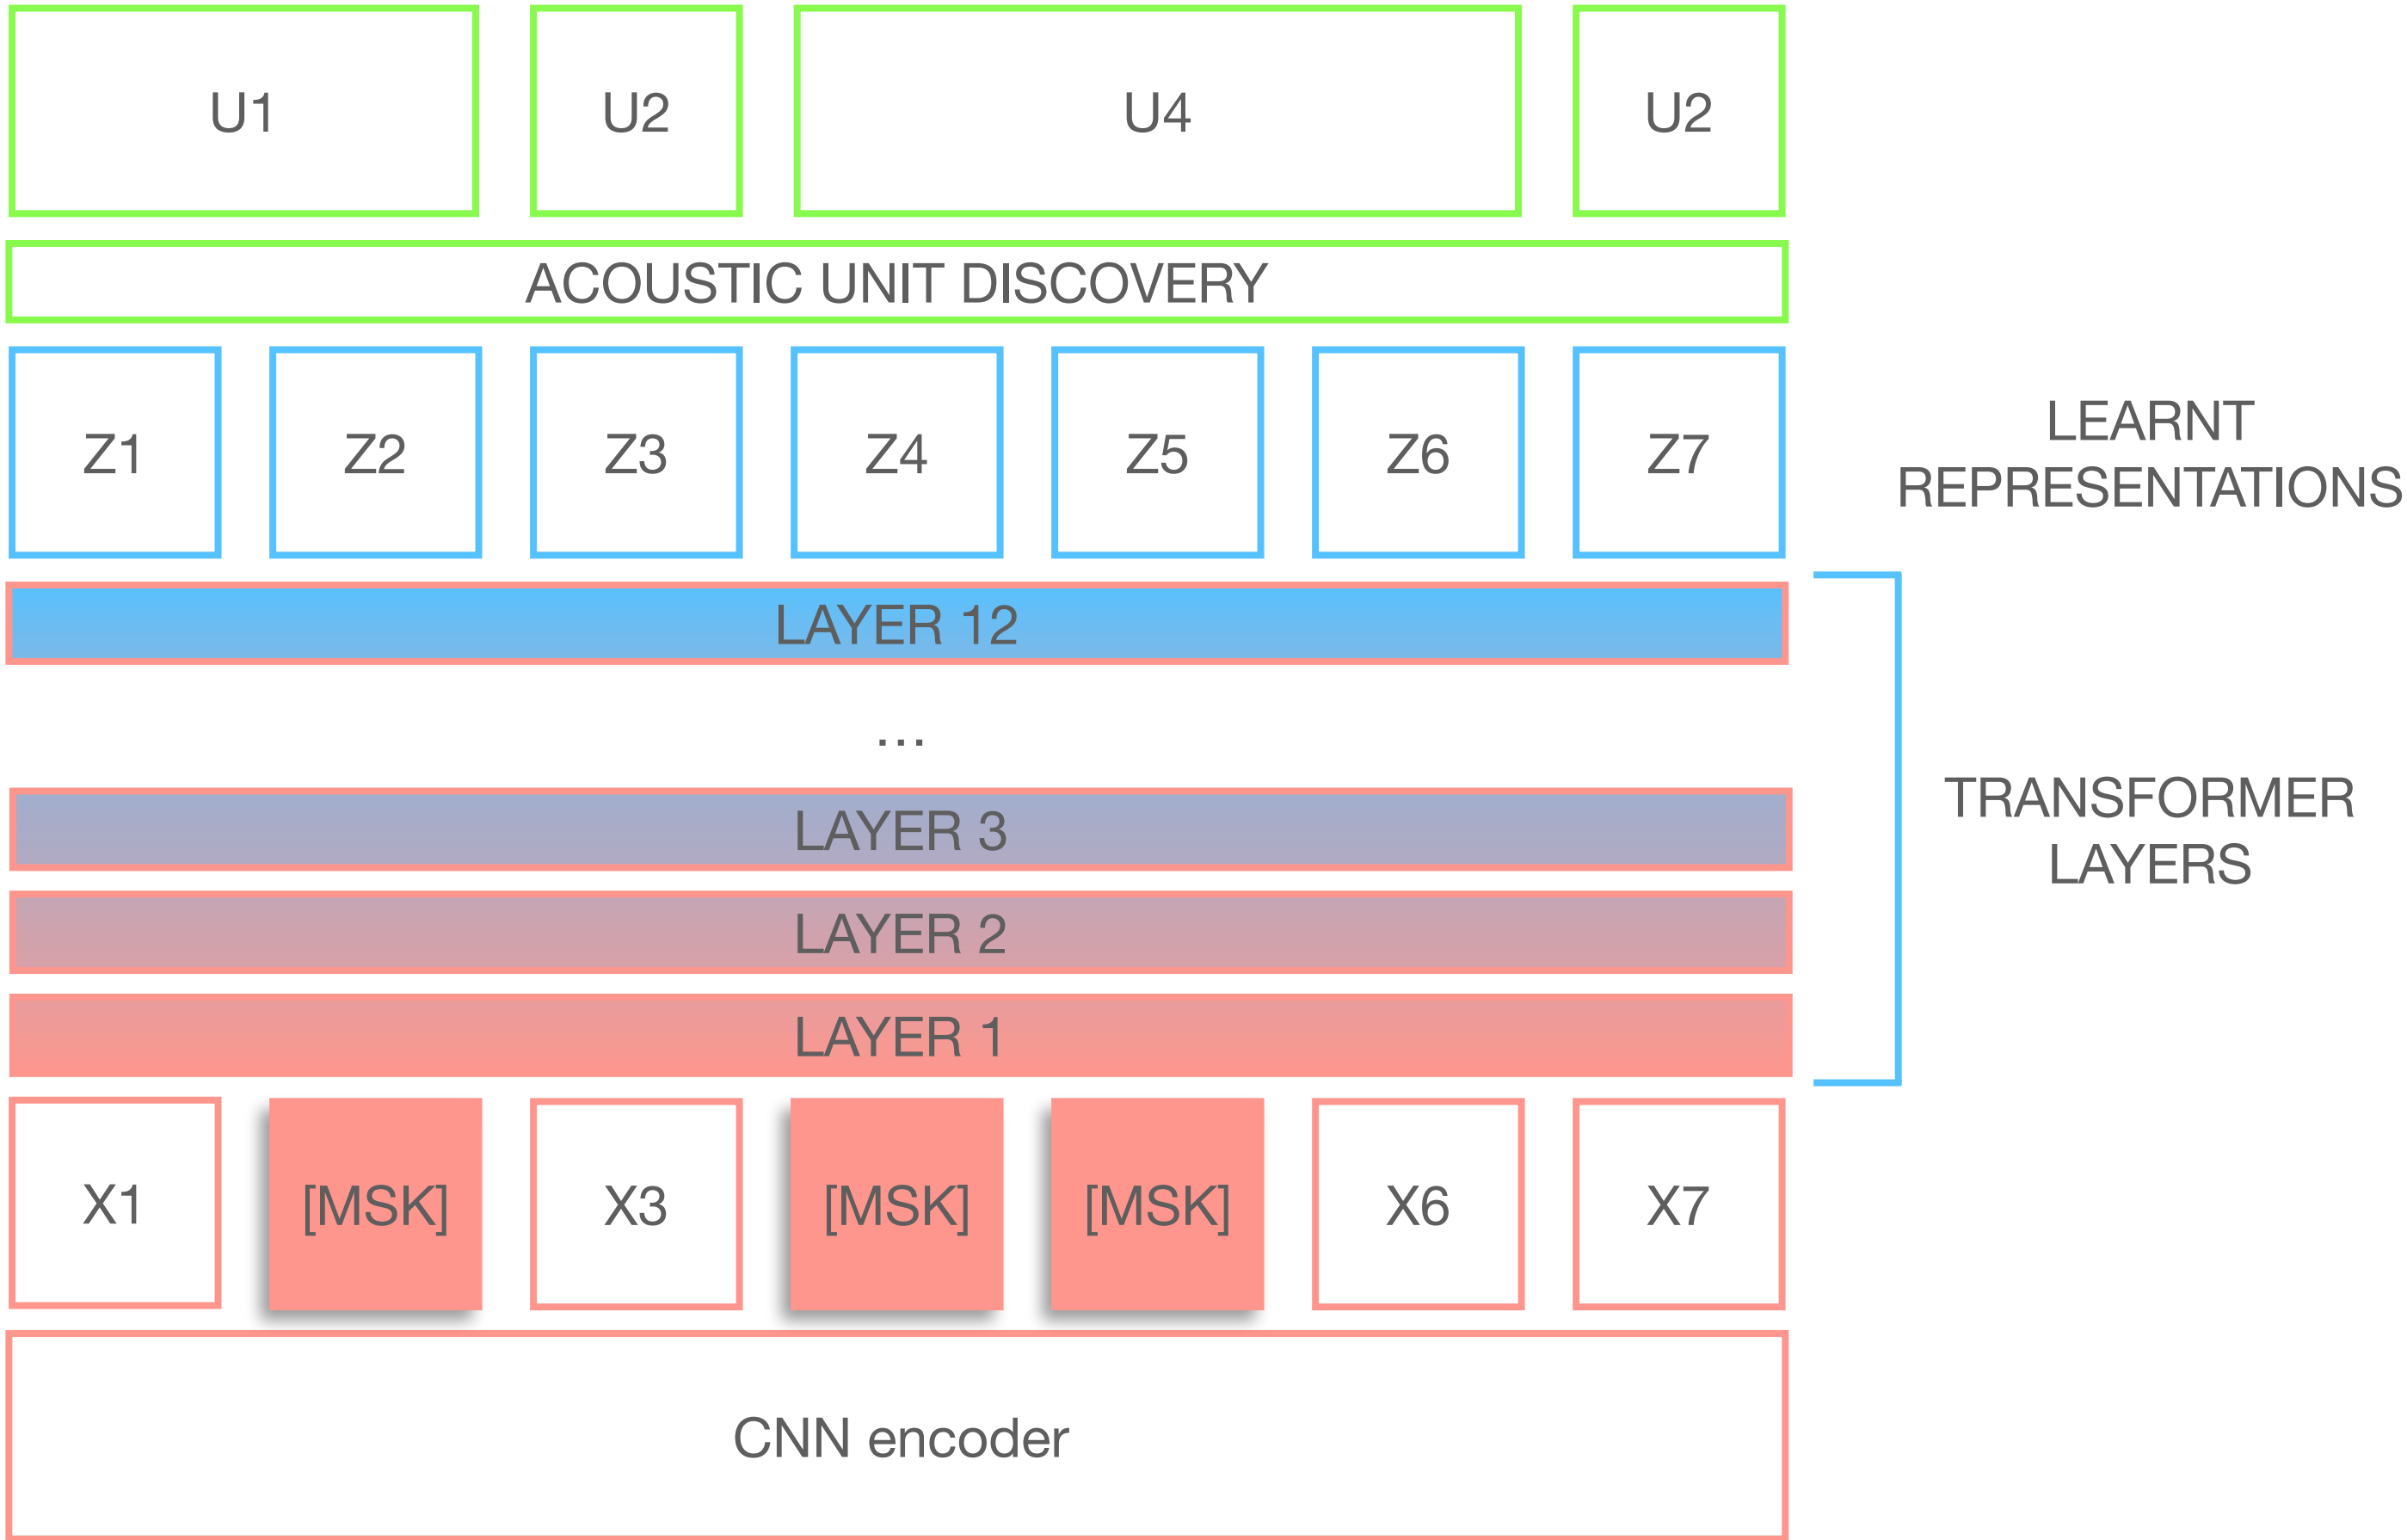 U1 U2 U4 U2
ACOUSTIC UNIT DISCOVERY
Z1 Z2 Z3 Z4 Z5 Z6 Z7
LEARNT
REPRESENTATIONS
LAYER 12
...
LAYER 3
LAYER 2
LAYER 1
TRANSFORMER
LAYERS
X1 [MSK] X3 [MSK] [MSK] X6 X7
CNN encoder